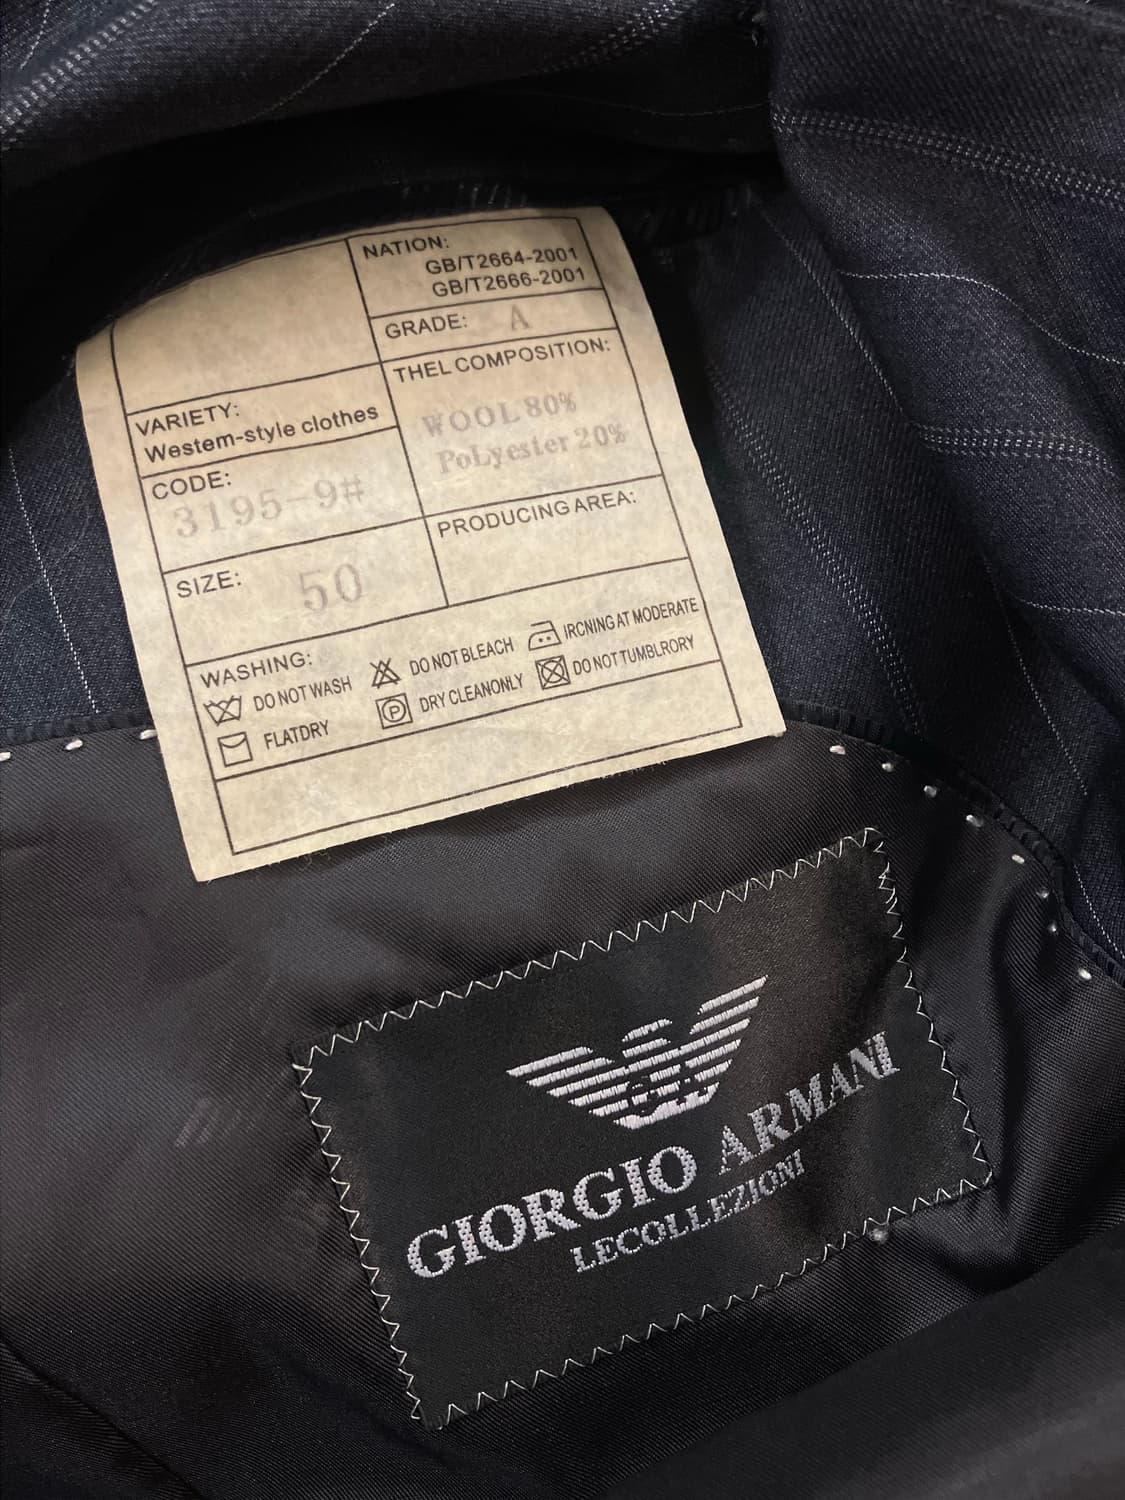 NATION:
GB/T2664-2001
GB/T2666-2001
GRADE: A
THEL COMPOSITION:
WOOL 80%
PoLyester 20%
VARIETY:
Westem-style clothes
CODE:
3195-9#
SIZE: 50
PRODUCING AREA:
WASHING:
DO NOT WASH
DO NOT BLEACH
IRCNING AT MODERATE
FLATDRY
P
DRY CLEANONLY
DO NOT TUMBLRORY
GA
GIORGIO ARMANI
LECOLLEZIONI